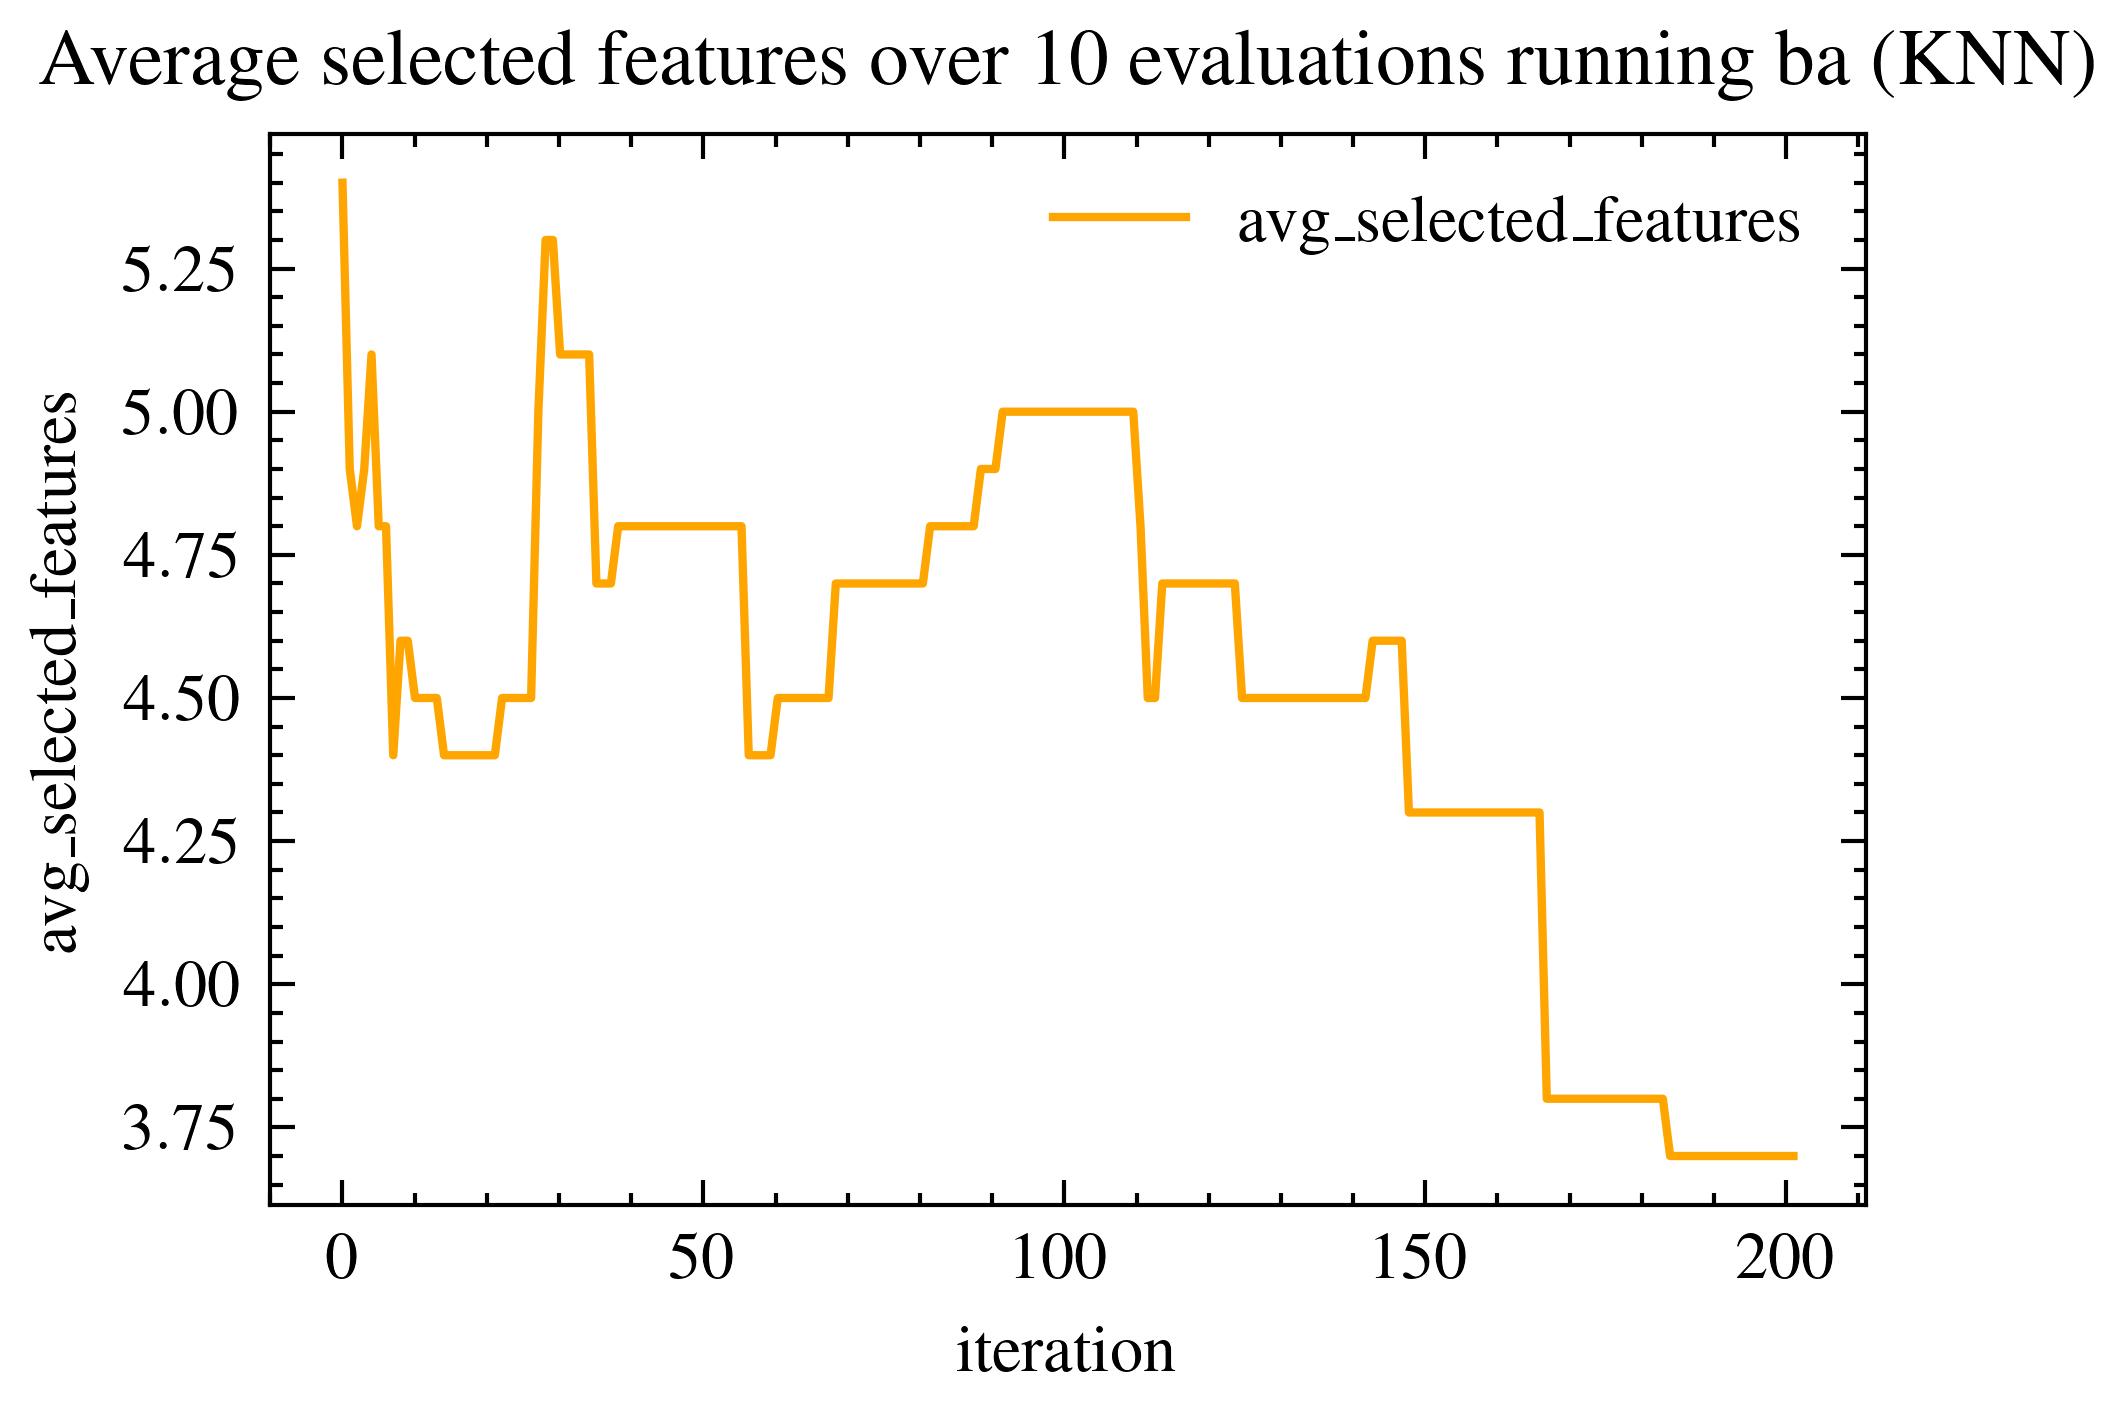 Average selected features over 10 evaluations running ba (KNN)
avg_selected_features
5.25
5.00
4.75
4.50
4.25
4.00
3.75
avg_selected_features
0 50 100 150 200
iteration